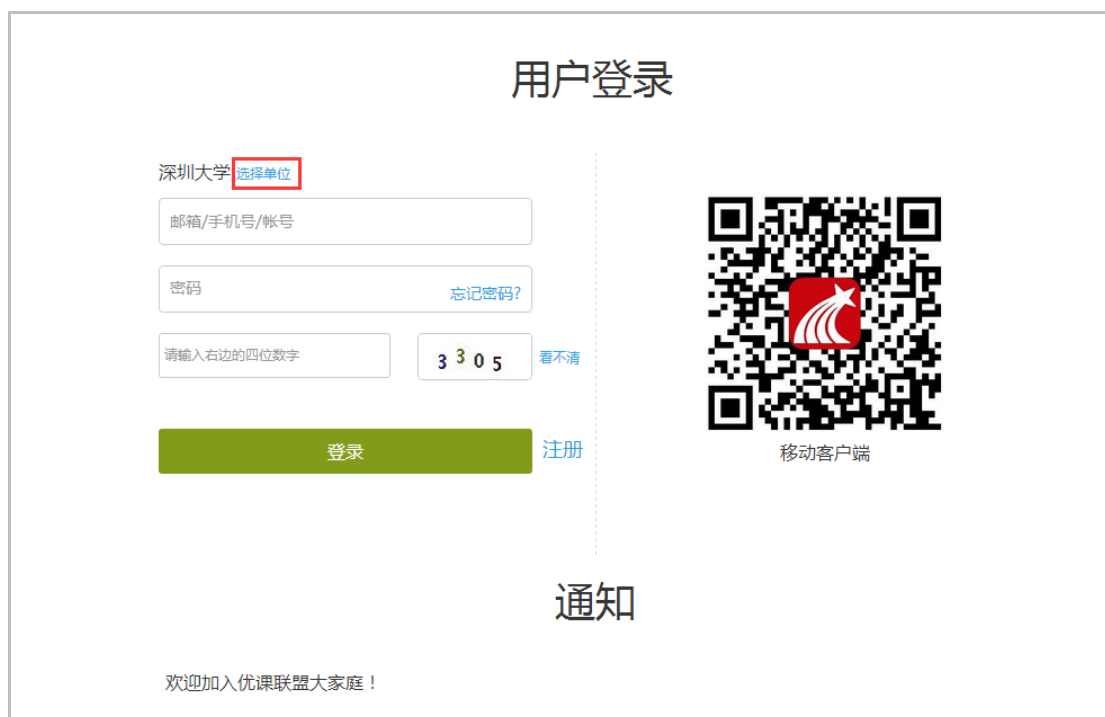 用户登录
深圳大学 选择单位
邮箱/手机号/帐号
密码 忘记密码?
请输入右边的四位数字 3305 看不清
登录 注册
移动客户端
通知
欢迎加入优课联盟大家庭！